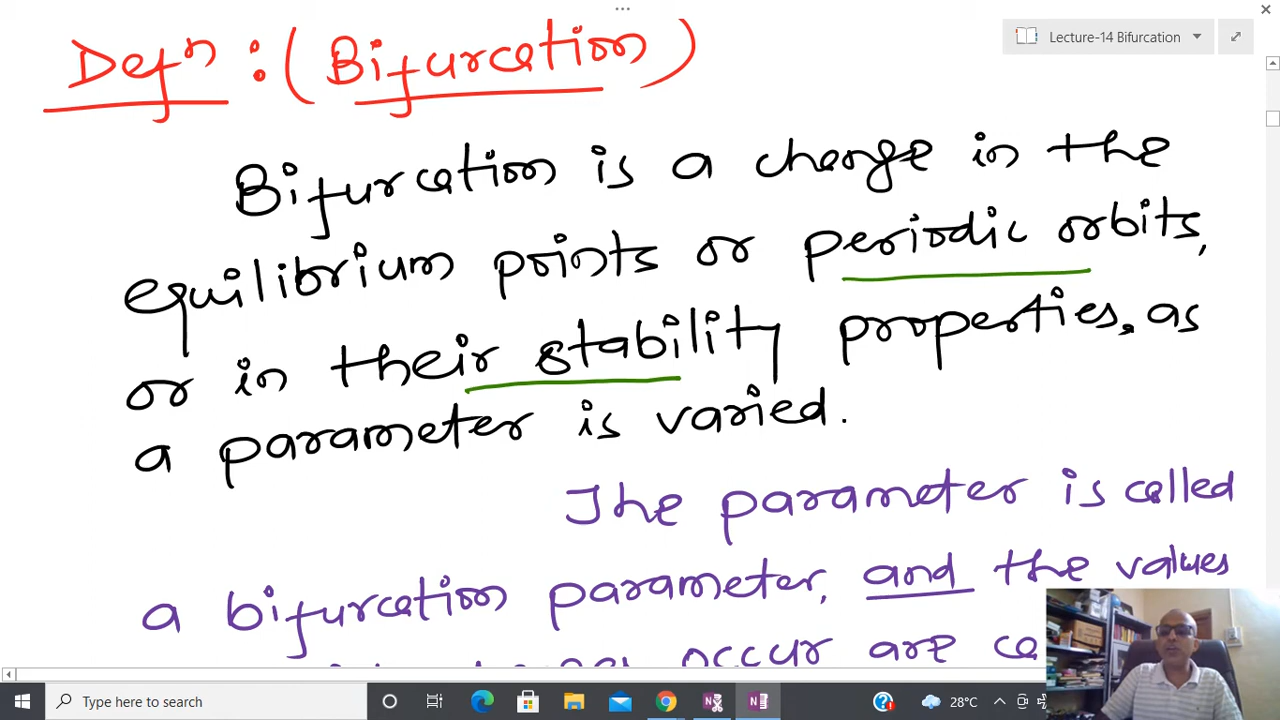 Lecture-14 Bifurcation
Defⁿ : (Bifurcation)
Bifurcation is a change in the
equilibrium points or periodic orbits,
or in their stability properties, as
a parameter is varied.
The parameter is called
a bifurcation parameter, and the values
occur are
Type here to search
28°C